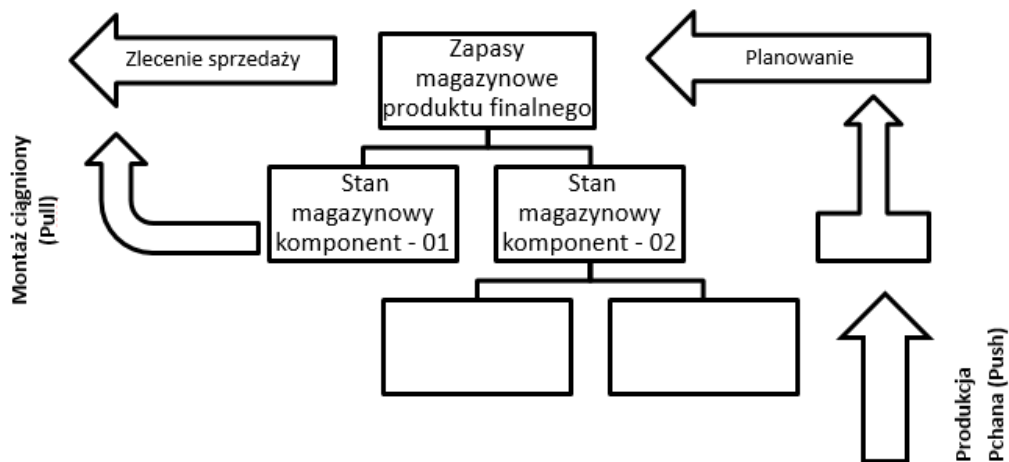 Zlecenie sprzedaży
Zapasy
magazynowe
produktu finalnego
Planowanie
Montaż ciągniony
(Pull)
Stan
magazynowy
komponent - 01
Stan
magazynowy
komponent - 02
Produkcja
Pchana (Push)